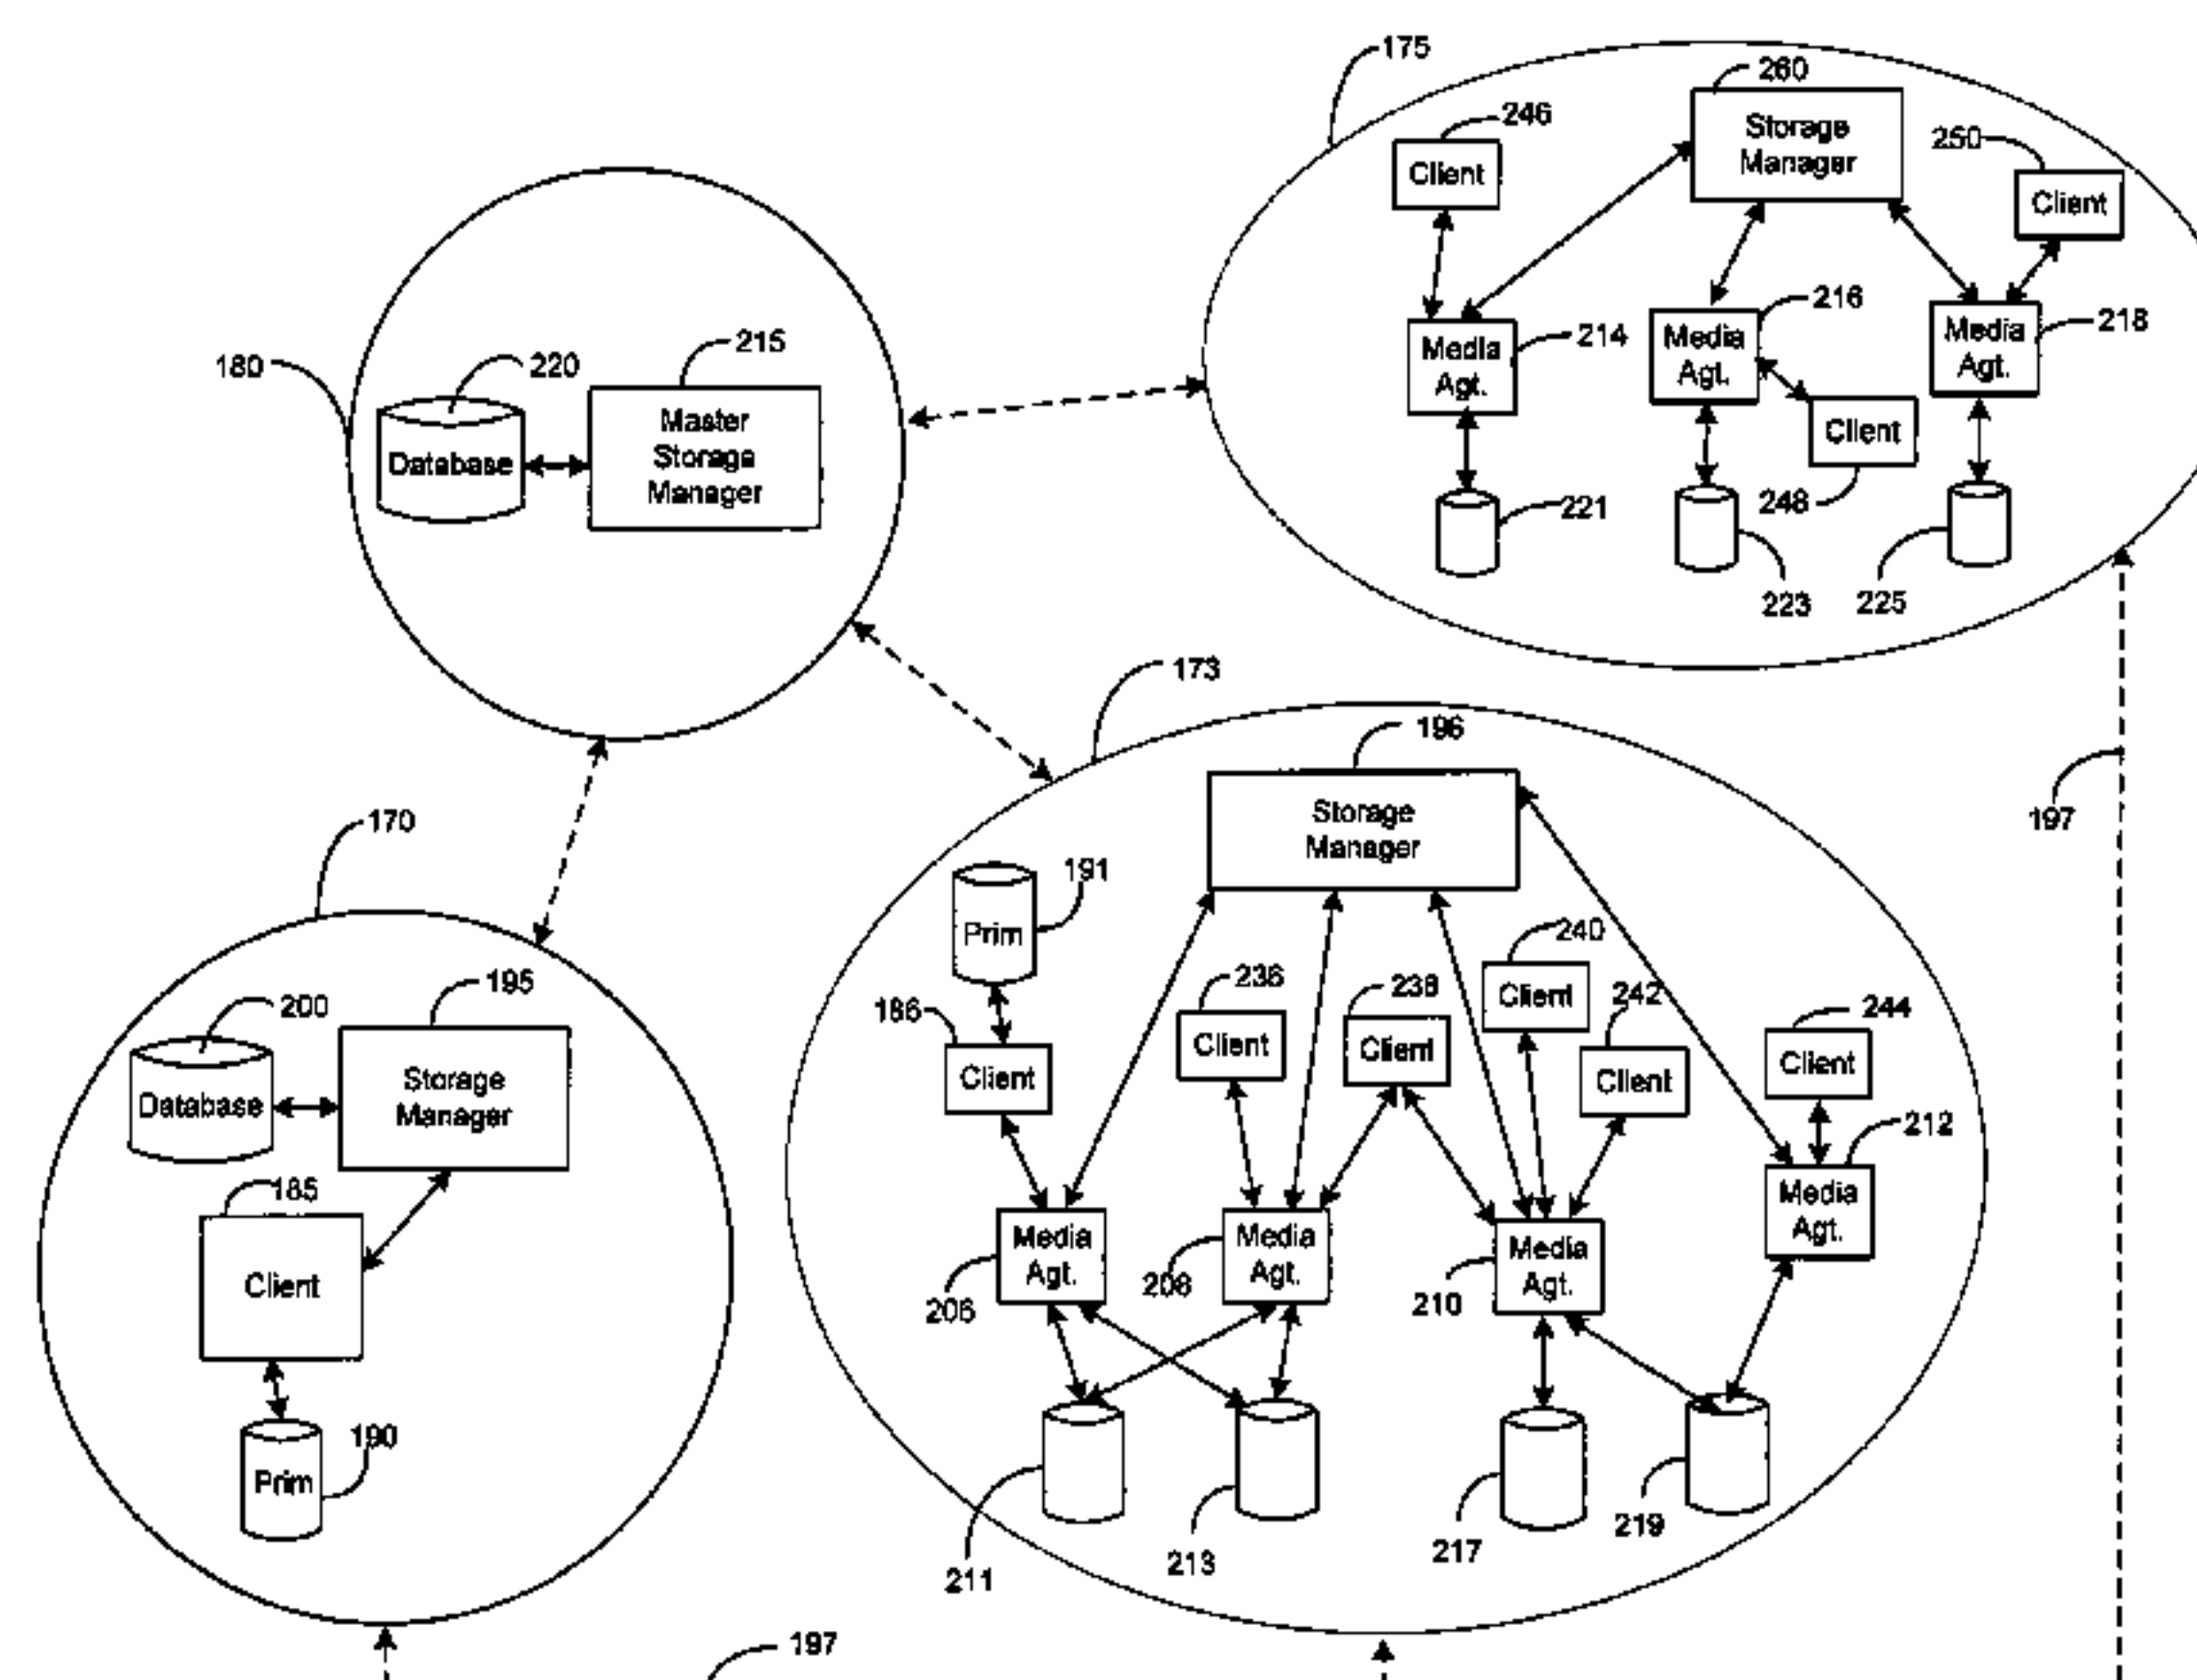 175
260
246
Storage
Manager
250
Client
Client
216
218
214
Media
Agt.
Media
Agt.
Media
Agt.
Client
248
221
223
225
180
220
215
Database
Master
Storage
Manager
173
196
Storage
Manager
197
170
191
Prim
240
236
238
242
244
186
Client
Client
Client
Client
Client
Client
212
Media
Agt.
200
195
Database
Storage
Manager
185
Client
190
Prim
Media
Agt.
Media
Agt.
Media
Agt.
206
208
210
211
213
217
219
197